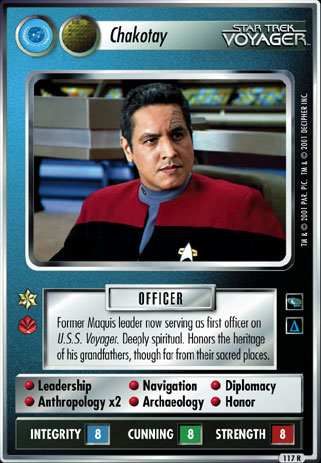 Chakotay
STAR TREK
VOYAGER
TM & © 2001 PAR. PIC. TM & © 2001 DECIPHER INC.
OFFICER
Former Maquis leader now serving as first officer on
U.S.S. Voyager. Deeply spiritual. Honors the heritage
of his grandfathers, though far from their sacred places.
Leadership Navigation Diplomacy
Anthropology x2 Archaeology Honor
INTEGRITY 8 CUNNING 8 STRENGTH 8
117 R